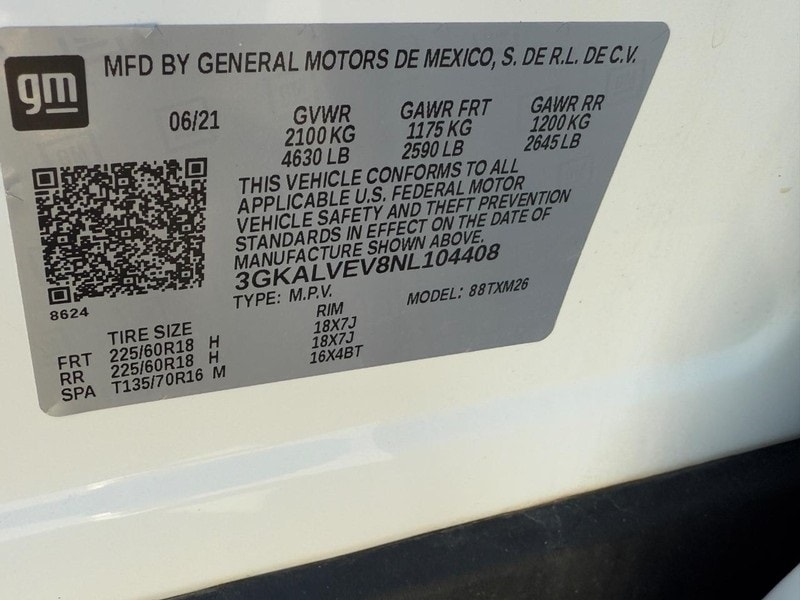 gm
MFD BY GENERAL MOTORS DE MEXICO, S. DE R.L. DE C.V.
06/21
GVWR
2100 KG
4630 LB
GAWR FRT
1175 KG
2590 LB
GAWR RR
1200 KG
2645 LB
THIS VEHICLE CONFORMS TO ALL
APPLICABLE U.S. FEDERAL MOTOR
VEHICLE SAFETY AND THEFT PREVENTION
STANDARDS IN EFFECT ON THE DATE OF
MANUFACTURE SHOWN ABOVE.
3GKALVEV8NL104408
TYPE: M.P.V. MODEL: 88TXM26
8624
TIRE SIZE RIM
FRT 225/60R18 H 18X7J
RR 225/60R18 H 18X7J
SPA T135/70R16 M 16X4BT